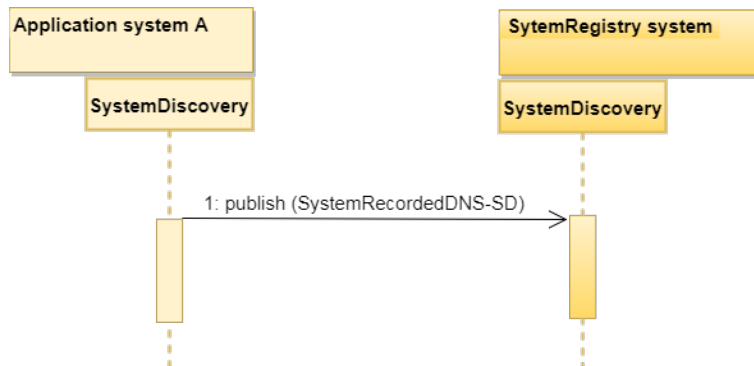 Application system A
SytemRegistry system
SystemDiscovery
SystemDiscovery
1: publish (SystemRecordedDNS-SD)